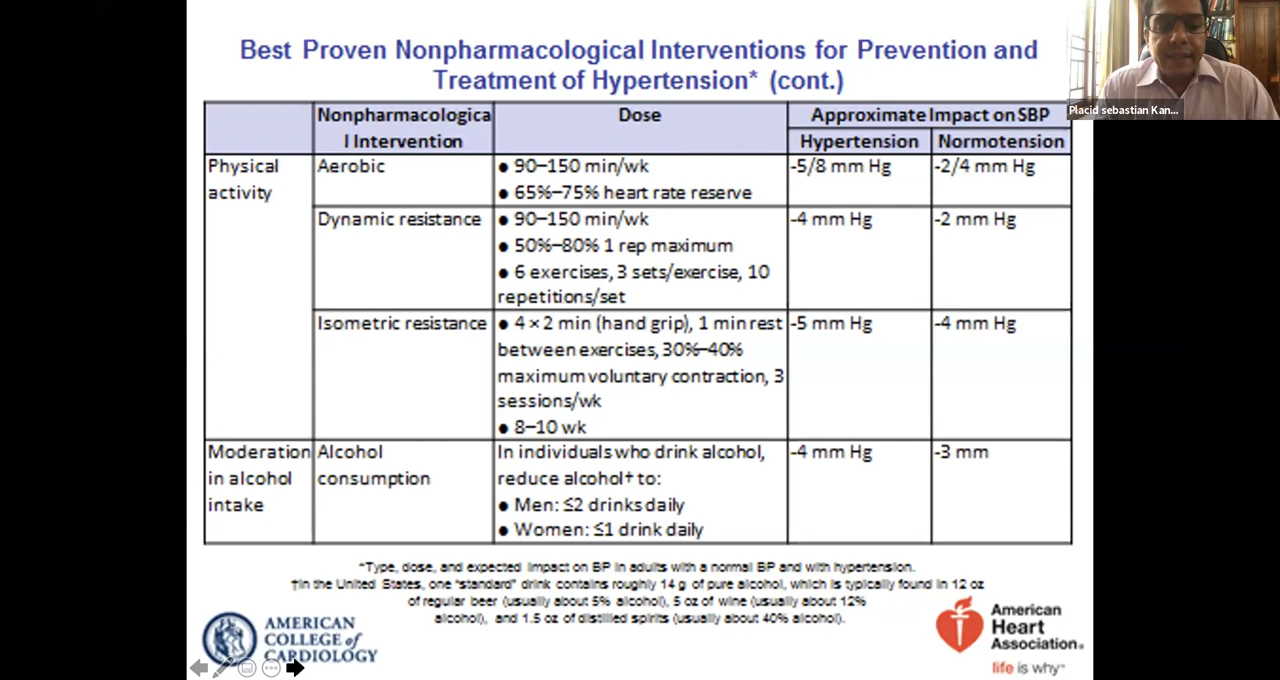 Best Proven Nonpharmacological Interventions for Prevention and
Treatment of Hypertension* (cont.)
Placid sebastian Kan...
Nonpharmacologica
l Intervention
Dose
Approximate Impact on SBP
Hypertension
Normotension
Physical
activity
Aerobic
● 90–150 min/wk
● 65%–75% heart rate reserve
-5/8 mm Hg
-2/4 mm Hg
Dynamic resistance
● 90–150 min/wk
● 50%–80% 1 rep maximum
● 6 exercises, 3 sets/exercise, 10
repetitions/set
-4 mm Hg
-2 mm Hg
Isometric resistance
● 4 × 2 min (hand grip), 1 min rest
between exercises, 30%–40%
maximum voluntary contraction, 3
sessions/wk
● 8–10 wk
-5 mm Hg
-4 mm Hg
Moderation
in alcohol
intake
Alcohol
consumption
In individuals who drink alcohol,
reduce alcohol† to:
● Men: ≤2 drinks daily
● Women: ≤1 drink daily
-4 mm Hg
-3 mm
*Type, dose, and expected impact on BP in adults with a normal BP and with hypertension.
†In the United States, one "standard" drink contains roughly 14 g of pure alcohol, which is typically found in 12 oz
of regular beer (usually about 5% alcohol), 5 oz of wine (usually about 12%
alcohol), and 1.5 oz of distilled spirits (usually about 40% alcohol).
AMERICAN
COLLEGE of
CARDIOLOGY
American
Heart
Association®
life is why™